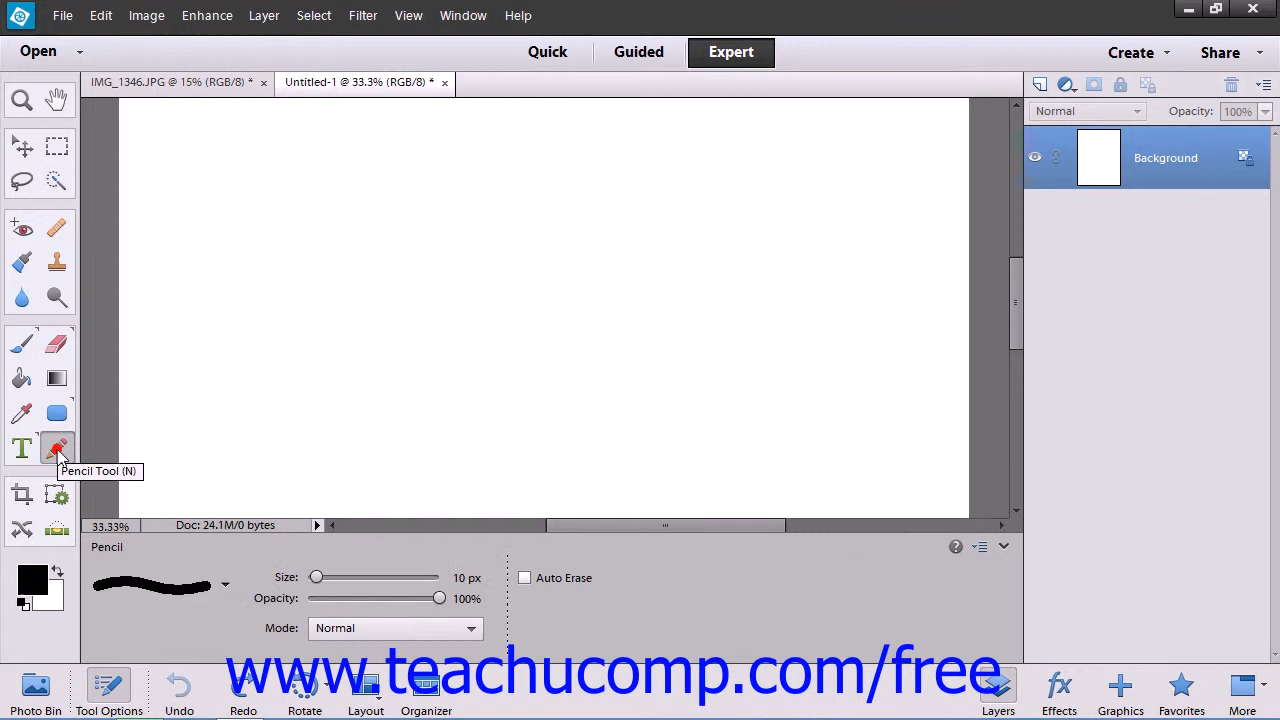 File Edit Image Enhance Layer Select Filter View Window Help
Open Quick Guided Expert Create Share
IMG_1346.JPG @ 15% (RGB/8) * × Untitled-1 @ 33.3% (RGB/8) * ×
Normal Opacity: 100%
Background
T
Pencil Tool (N)
33.33% Doc: 24.1M/0 bytes
Pencil
Size: 10 px Auto Erase
Opacity: 100%
Mode: Normal
www.teachucomp.com/free
Photo Bin Tool Options Undo Redo Rotate Layout Organizer Layers Effects Graphics Favorites More